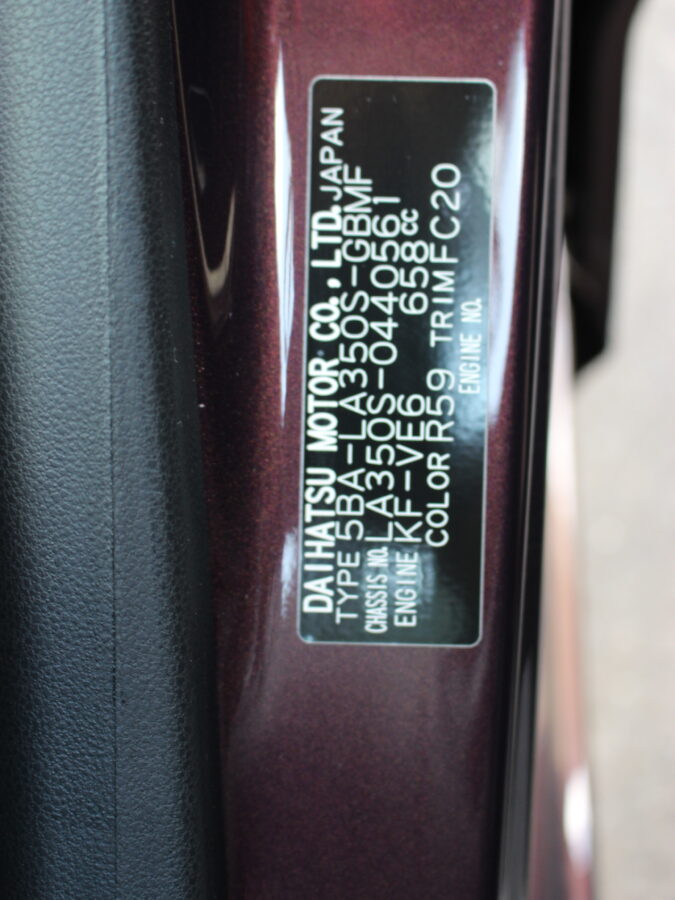 DAIHATSU MOTOR CO., LTD. JAPAN
TYPE 5BA-LA350S-GBMF
CHASSIS NO. LA350S-0440561
ENGINE KF-VE6 658cc
COLOR R59 TRIM FC20
ENGINE NO.